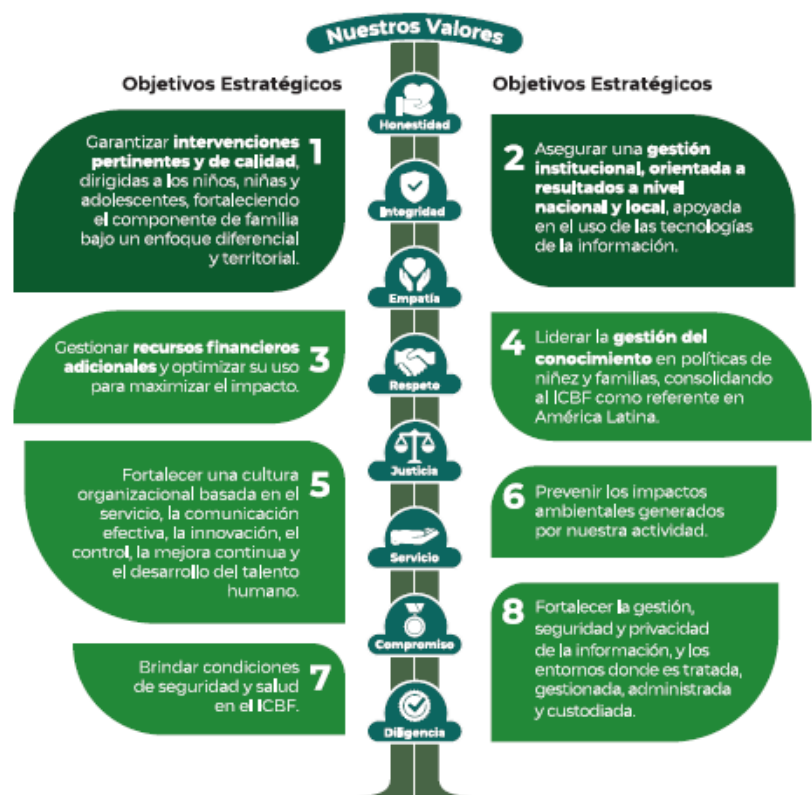 Nuestros Valores
Objetivos Estratégicos
Objetivos Estratégicos
Honestidad
Integridad
Empatía
Respeto
Justicia
Servicio
Compromiso
Diligencia
1
Garantizar intervenciones
pertinentes y de calidad,
dirigidas a los niños, niñas y
adolescentes, fortaleciendo
el componente de familia
bajo un enfoque diferencial
y territorial.
2
Asegurar una gestión
institucional, orientada a
resultados a nivel
nacional y local, apoyada
en el uso de las tecnologías
de la información.
3
Gestionar recursos financieros
adicionales y optimizar su uso
para maximizar el impacto.
4
Liderar la gestión del
conocimiento en políticas de
niñez y familias, consolidando
al ICBF como referente en
América Latina.
5
Fortalecer una cultura
organizacional basada en el
servicio, la comunicación
efectiva, la innovación, el
control, la mejora continua y
el desarrollo del talento
humano.
6
Prevenir los impactos
ambientales generados
por nuestra actividad.
7
Brindar condiciones
de seguridad y salud
en el ICBF.
8
Fortalecer la gestión,
seguridad y privacidad
de la información, y los
entornos donde es tratada,
gestionada, administrada
y custodiada.